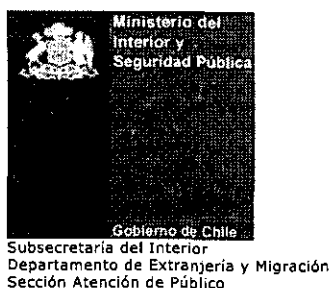 Ministerio del
Interior y
Seguridad Pública
Gobierno de Chile
Subsecretaría del Interior
Departamento de Extranjería y Migración
Sección Atención de Público